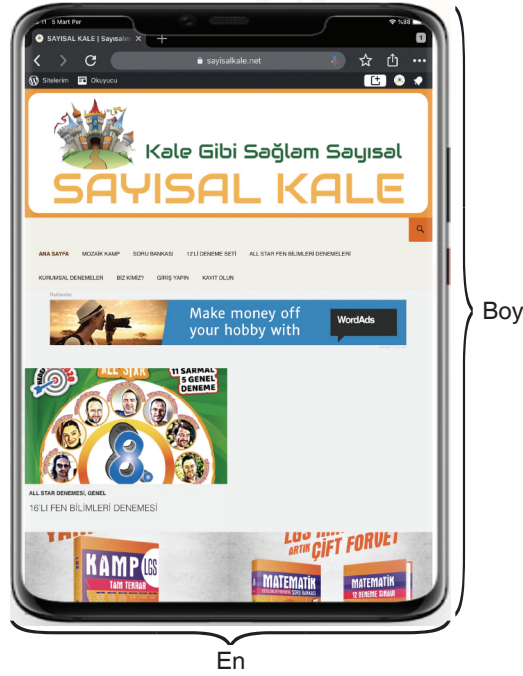 5 Mart Per
%88
SAYISAL KALE | Sayısalın
1
sayisalkale.net
Sitelerim
Okuyucu
Kale Gibi Sağlam Sayısal
SAYISAL KALE
ANA SAYFA MOZAİK KAMP SORU BANKASI 12'Lİ DENEME SETİ ALL STAR FEN BİLİMLERİ DENEMELERİ
KURUMSAL DENEMELER BİZ KİMİZ? GİRİŞ YAPIN KAYIT OLUN
Reklamlar
Make money off
your hobby with
WordAds
ALL STAR
11 SARMAL
5 GENEL
DENEME
8.
ALL STAR DENEMESİ, GENEL
16'LI FEN BİLİMLERİ DENEMESİ
ARTIK ÇİFT FORVET
KAMP LGS
TAM TEKRAR
MATEMATİK
SORU BANKASI
MATEMATİK
12 DENEME SINAVI
Boy
En